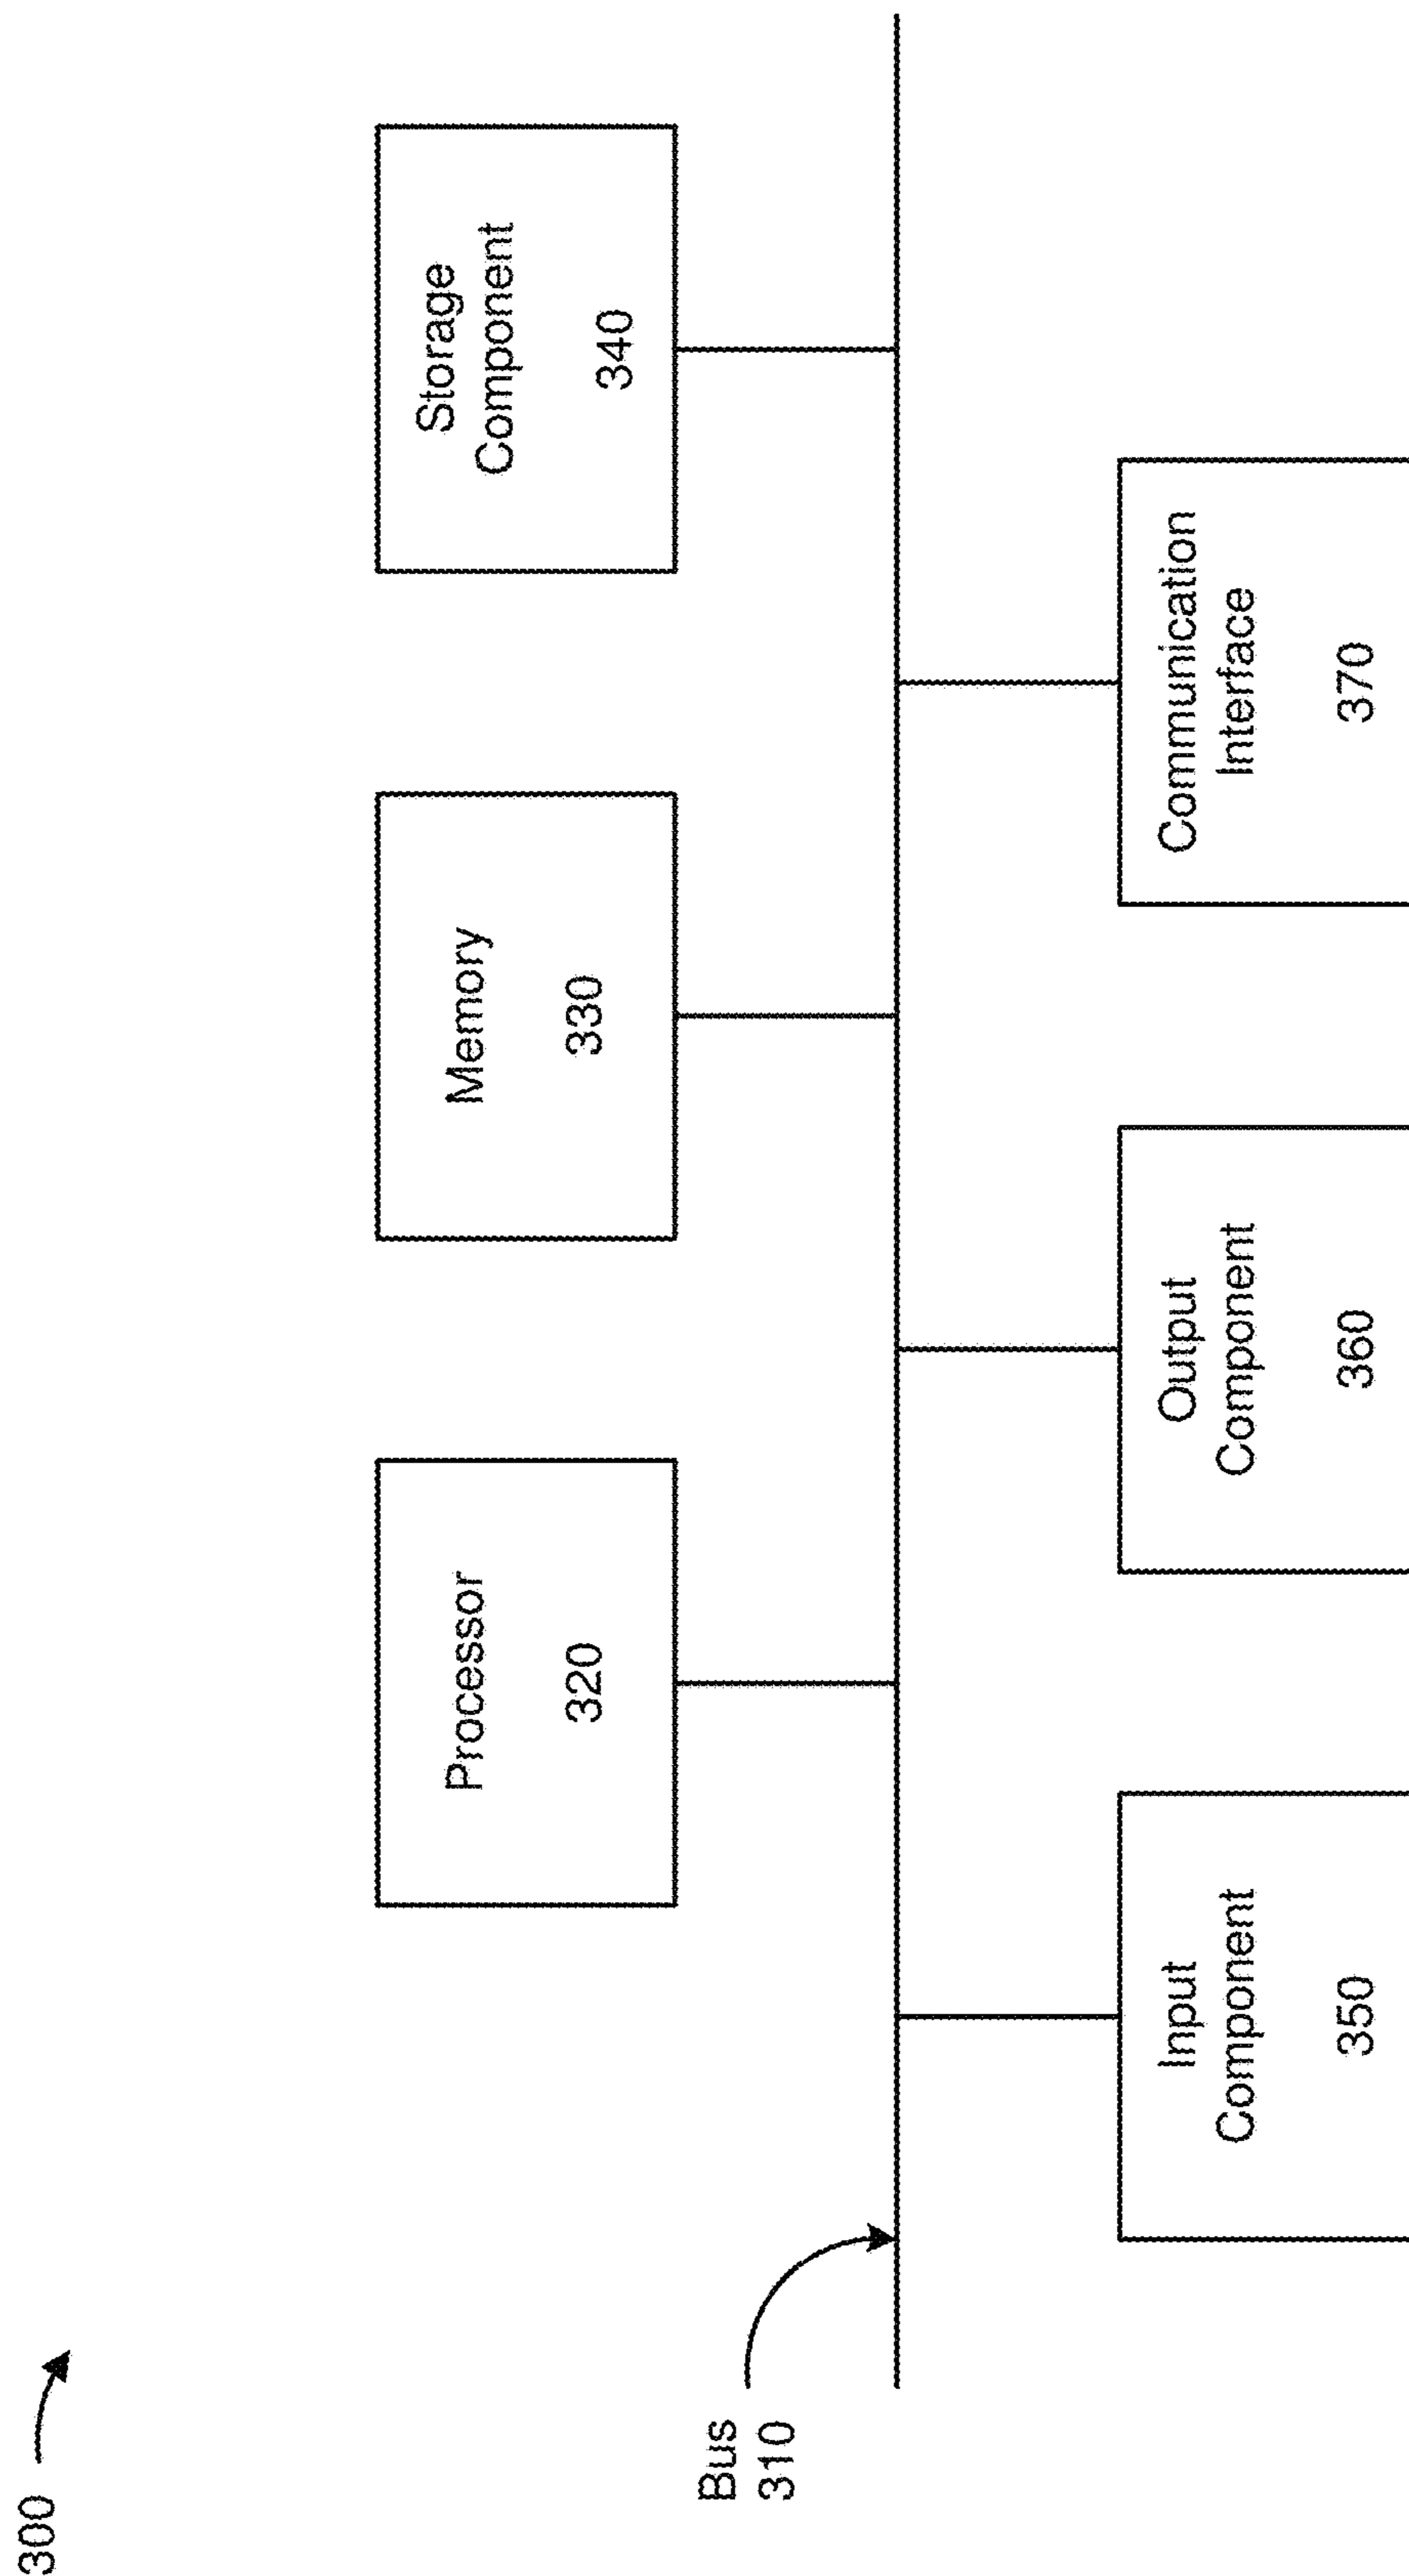 300
Processor
320
Memory
330
Storage
Component
340
Bus
310
Input
Component
350
Output
Component
360
Communication
Interface
370